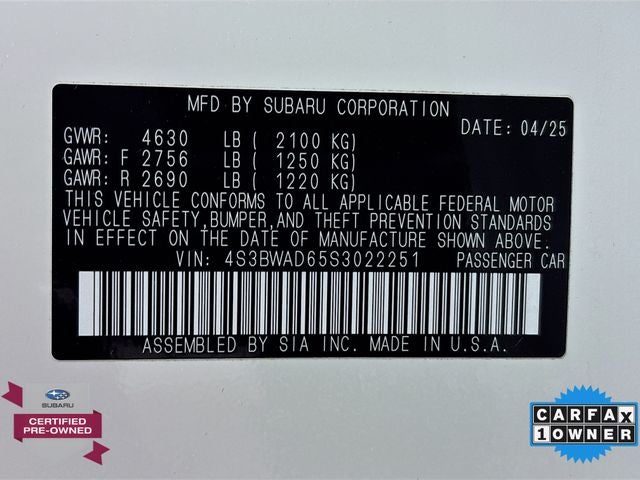 MFD BY SUBARU CORPORATION
DATE: 04/25
GVWR: 4630 LB ( 2100 KG)
GAWR: F 2756 LB ( 1250 KG)
GAWR: R 2690 LB ( 1220 KG)
THIS VEHICLE CONFORMS TO ALL APPLICABLE FEDERAL MOTOR
VEHICLE SAFETY,BUMPER,AND THEFT PREVENTION STANDARDS
IN EFFECT ON THE DATE OF MANUFACTURE SHOWN ABOVE.
VIN: 4S3BWAD65S3022251 PASSENGER CAR
ASSEMBLED BY SIA INC. MADE IN U.S.A.
SUBARU
CERTIFIED
PRE-OWNED
CARFAX
1 OWNER